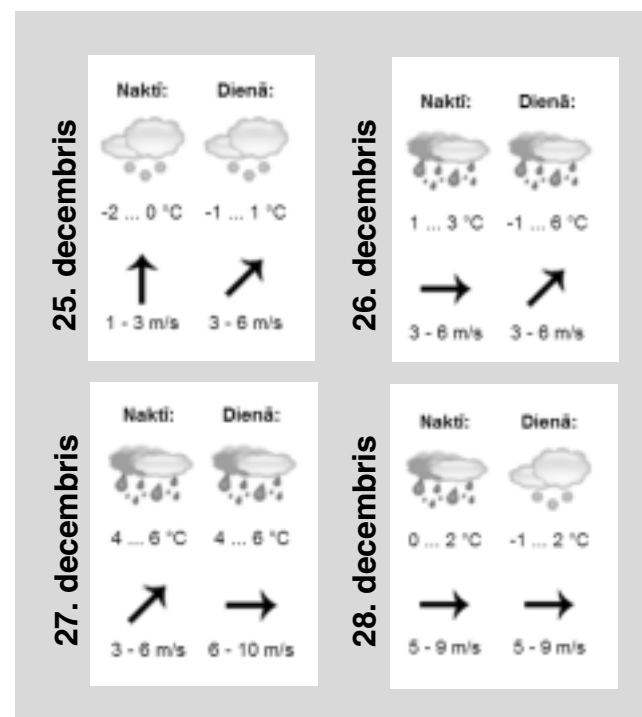 25. decembris
Naktī: Dienā:
-2 ... 0 °C -1 ... 1 °C
1 - 3 m/s 3 - 6 m/s
26. decembris
Naktī: Dienā:
1 ... 3 °C -1 ... 6 °C
3 - 6 m/s 3 - 6 m/s
27. decembris
Naktī: Dienā:
4 ... 6 °C 4 ... 6 °C
3 - 6 m/s 6 - 10 m/s
28. decembris
Naktī: Dienā:
0 ... 2 °C -1 ... 2 °C
5 - 9 m/s 5 - 9 m/s